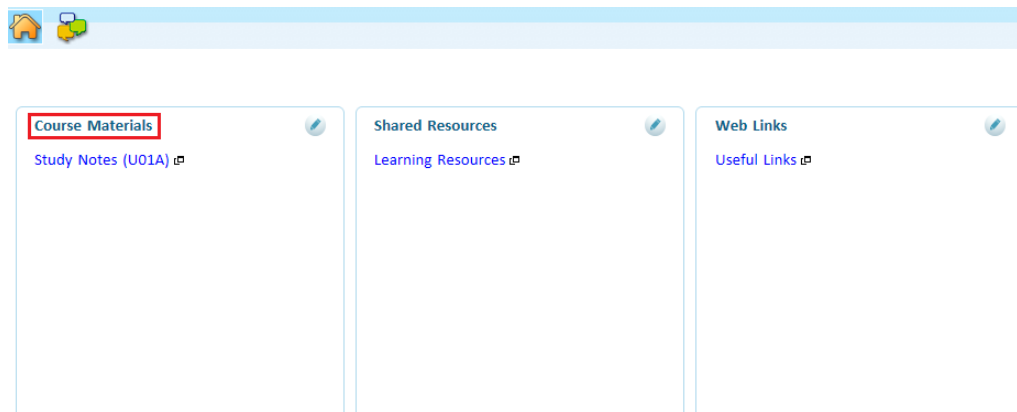 Course Materials
Study Notes (U01A)
Shared Resources
Learning Resources
Web Links
Useful Links